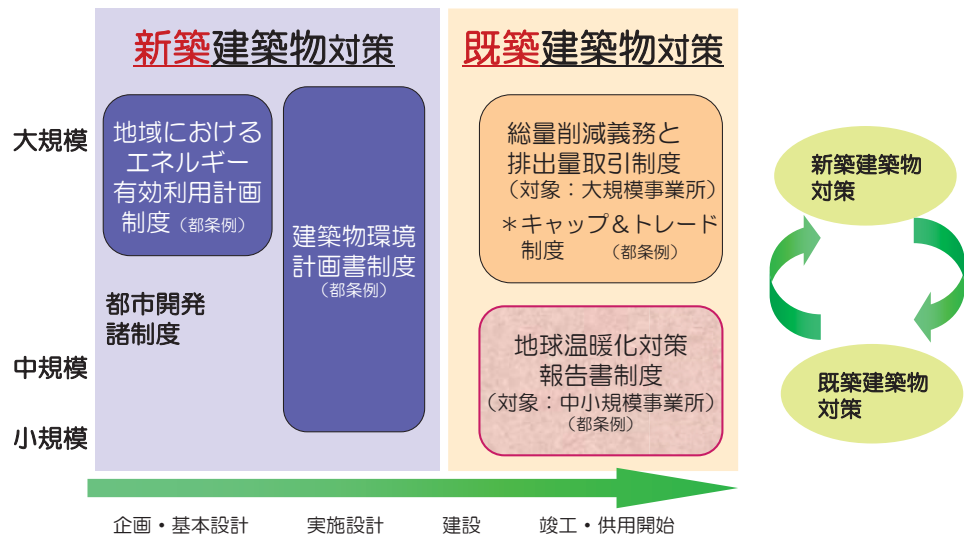 新築建築物対策
既築建築物対策
大規模
中規模
小規模
地域における
エネルギー
有効利用計画
制度（都条例）
都市開発
諸制度
建築物環境
計画書制度
（都条例）
総量削減義務と
排出量取引制度
（対象：大規模事業所）
＊キャップ＆トレード
制度　（都条例）
地球温暖化対策
報告書制度
（対象：中小規模事業所）
（都条例）
新築建築物
対策
既築建築物
対策
企画・基本設計　実施設計　建設　竣工・供用開始